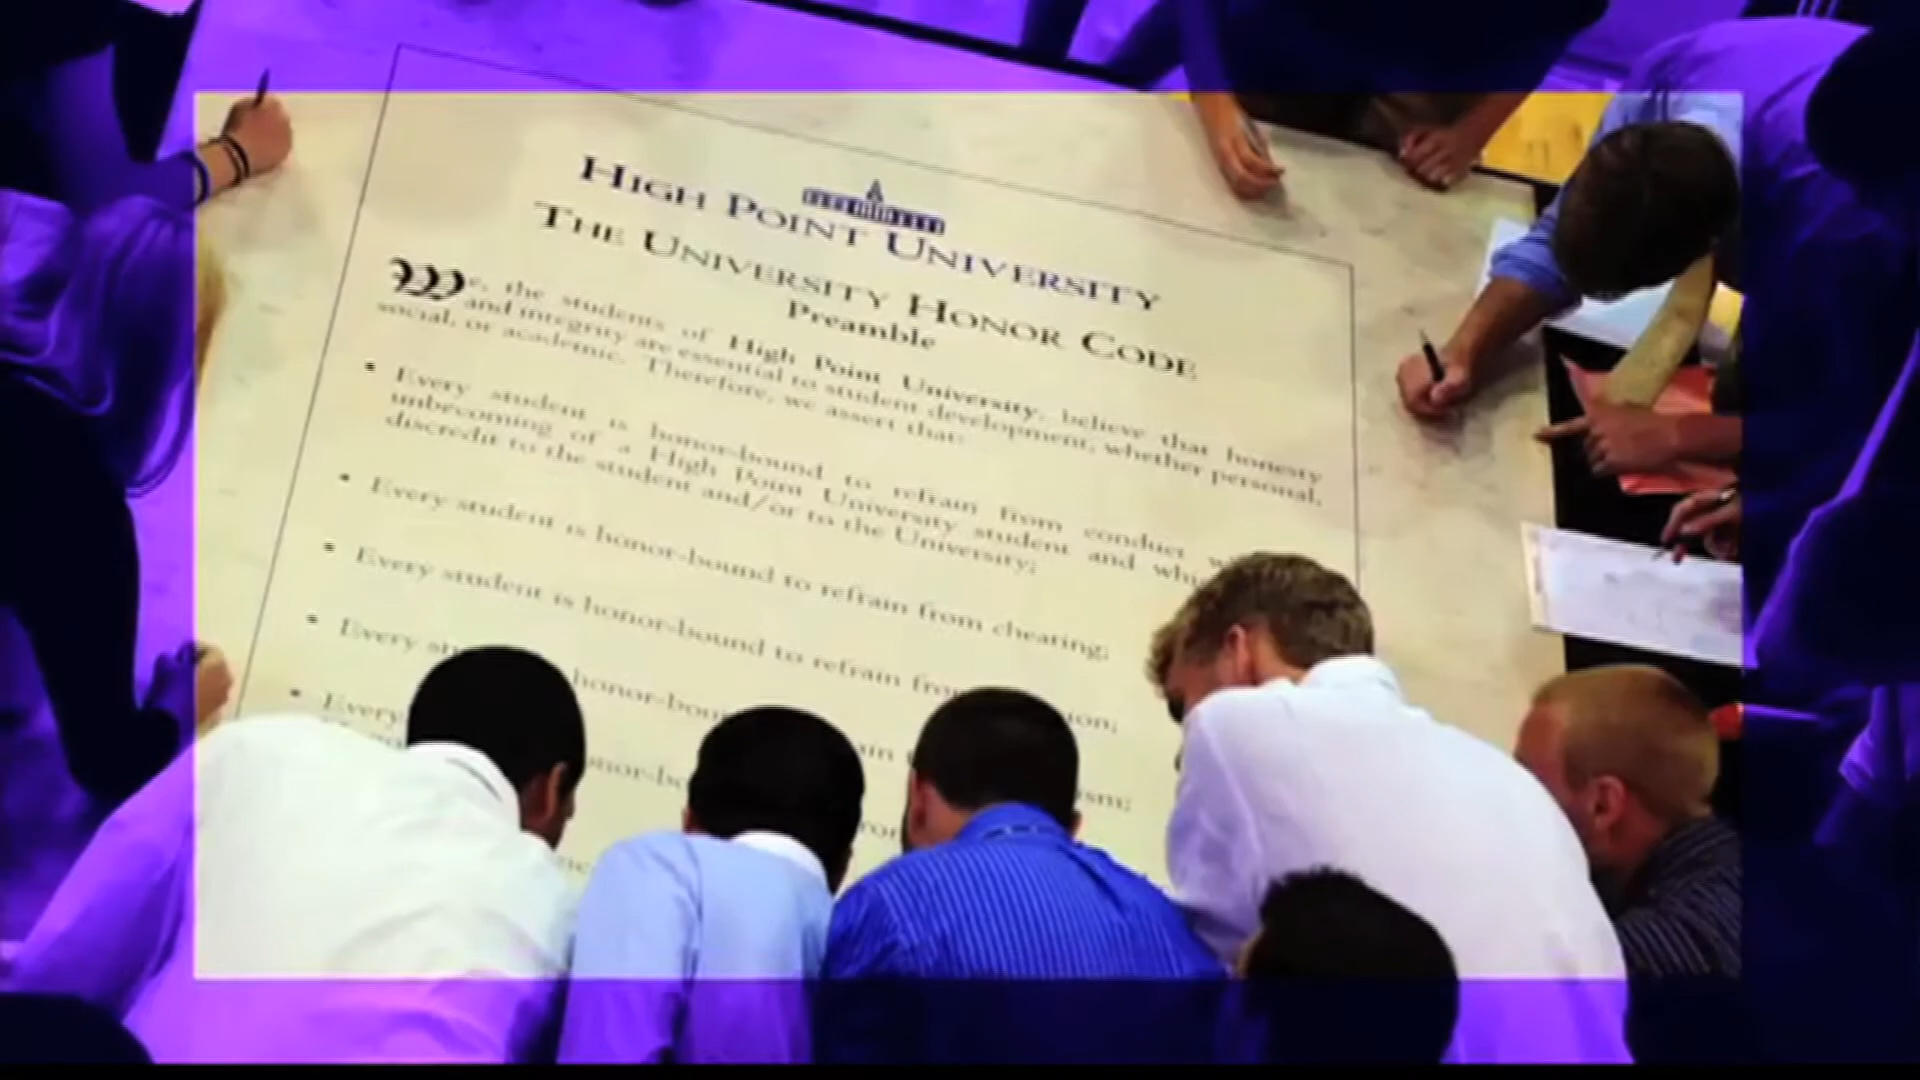 HIGH POINT UNIVERSITY
THE UNIVERSITY HONOR CODE
Preamble
We, the students of High Point University, believe that honesty
and integrity are essential to student development, whether personal,
social, or academic. Therefore, we assert that:
• Every student is honor-bound to refrain from conduct
unbecoming of a High Point University student and
discredit to the student and/or to the University;
• Every student is honor-bound to refrain from cheating;
• Every student is honor-bound to refrain
• Every honor-
• Every